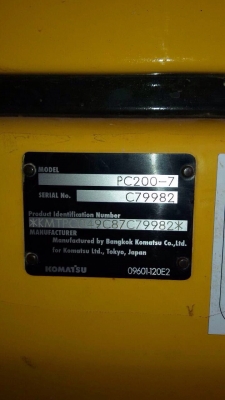 MODEL PC200-7
SERIAL No. C79982
Product Identification Number
MANUFACTURER
Manufactured by Bangkok Komatsu Co.,Ltd.
for Komatsu Ltd., Tokyo, Japan
KOMATSU 09601-120E2